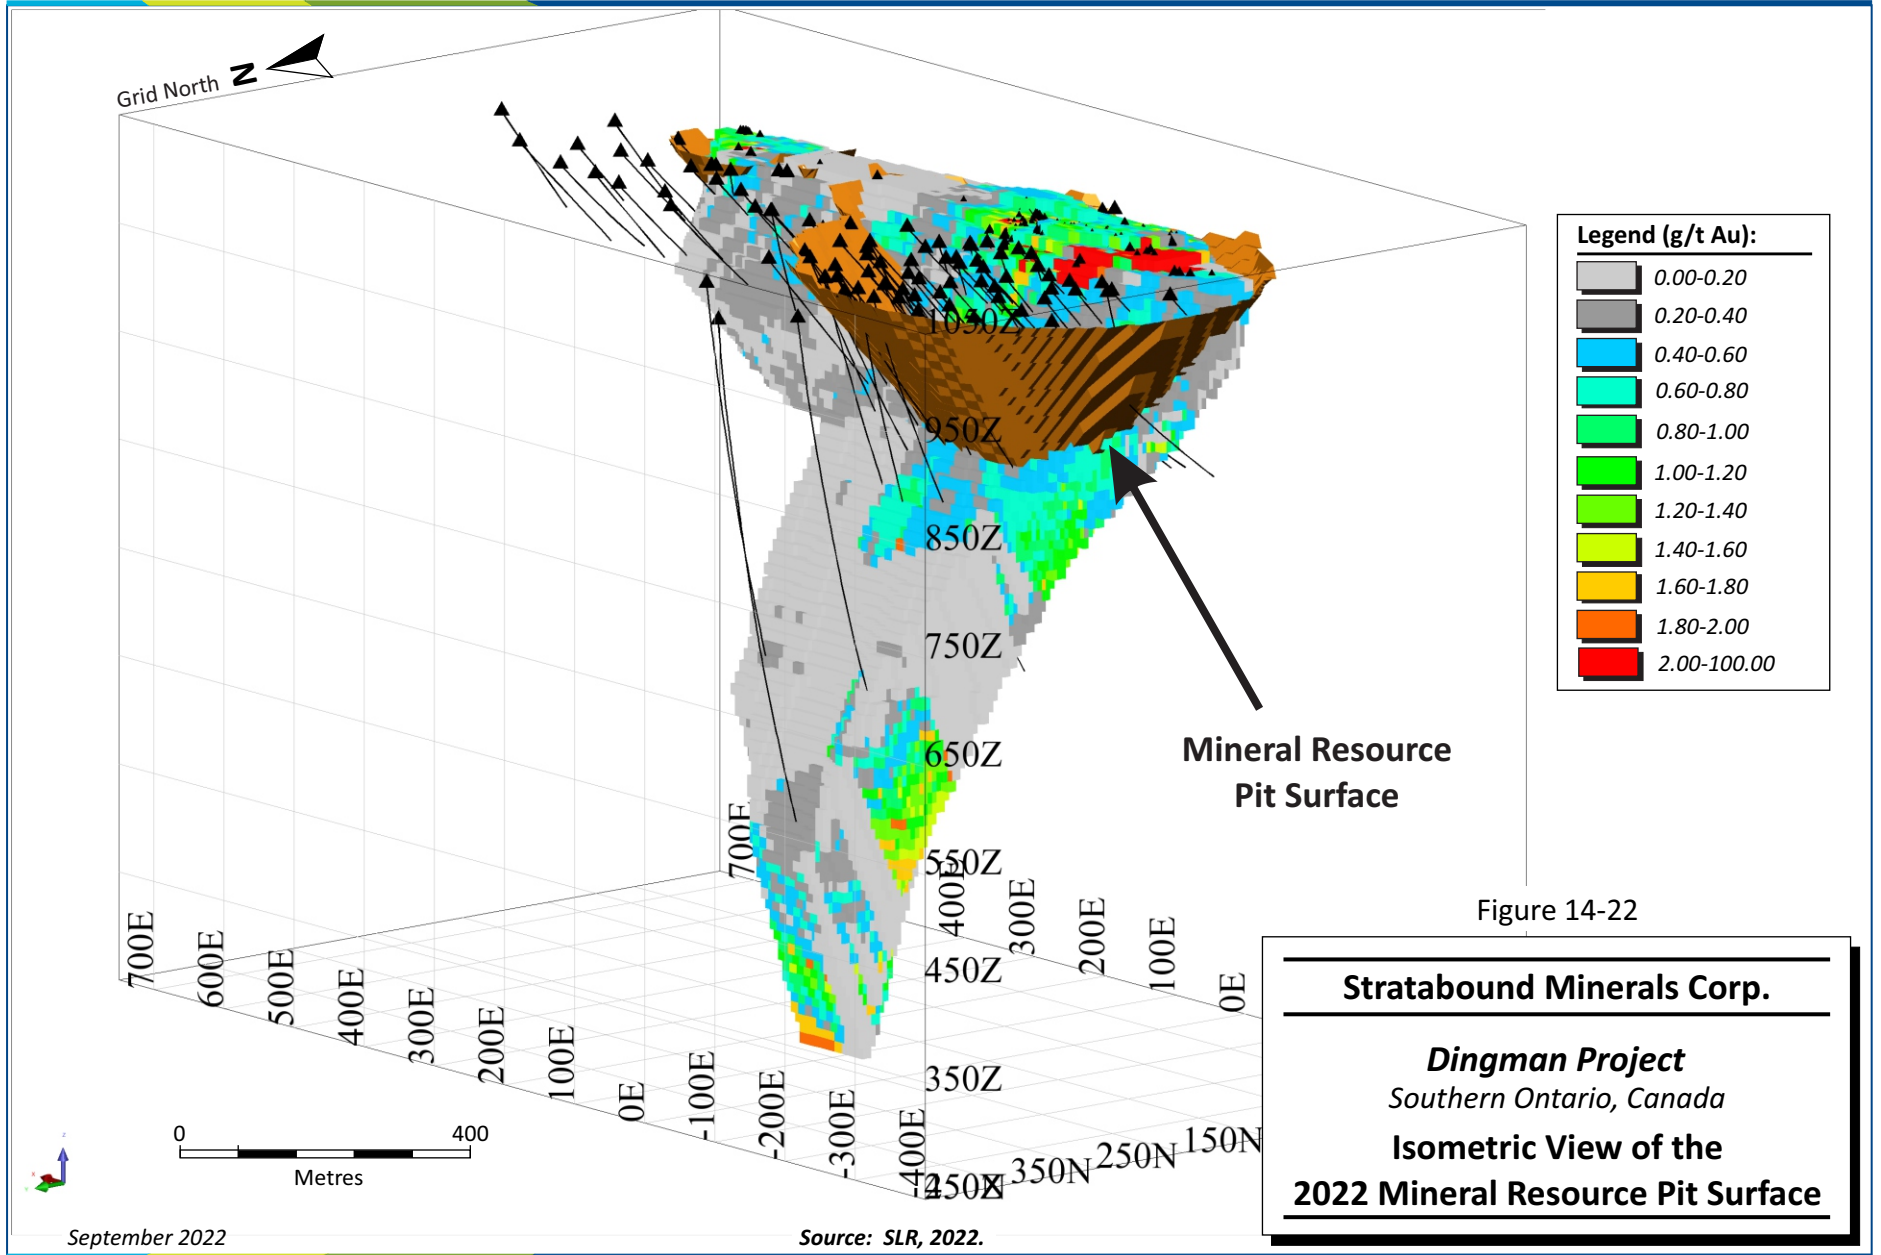 Grid North N
Legend (g/t Au):
0.00-0.20
0.20-0.40
0.40-0.60
0.60-0.80
0.80-1.00
1.00-1.20
1.20-1.40
1.40-1.60
1.60-1.80
1.80-2.00
2.00-100.00
1050Z
950Z
850Z
750Z
650Z
550Z
450Z
350Z
Mineral Resource
Pit Surface
700E
400E
300E
200E
100E
0E
700E
600E
500E
400E
300E
200E
100E
0E
-100E
-200E
-300E
-400E
350N
250N
150N
0 400
Metres
Z
Figure 14-22
Stratabound Minerals Corp.
Dingman Project
Southern Ontario, Canada
Isometric View of the
2022 Mineral Resource Pit Surface
September 2022
Source: SLR, 2022.